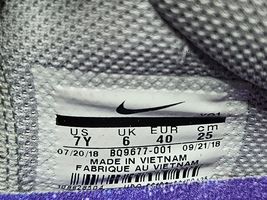 US UK EUR cm
7Y 6 40 25
07/20/18 BQ9677-001 09/21/18
MADE IN VIETNAM
FABRIQUE AU VIETNAM